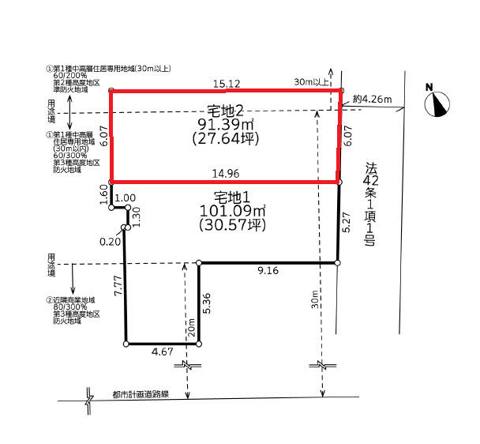 ①第1種中高層住居専用地域(30m以上)
60/200%
第2種高度地区
準防火地域
15.12
30m以上
約4.26m
N
用途境
宅地2
91.39㎡
(27.64坪)
6.07
6.07
①第1種中高層
住居専用地域
(30m以内)
60/300%
第3種高度地区
防火地域
14.96
法42条1項1号
1.60
1.00
1.30
0.20
宅地1
101.09㎡
(30.57坪)
5.27
用途境
9.16
②近隣商業地域
80/300%
第3種高度地区
防火地域
7.77
5.36
20m
30m
4.67
都市計画道路線